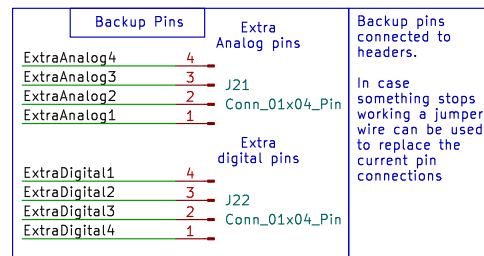 Backup Pins
Extra
Analog pins
ExtraAnalog4 4
ExtraAnalog3 3
ExtraAnalog2 2
ExtraAnalog1 1
J21
Conn_01x04_Pin
Extra
digital pins
ExtraDigital1 4
ExtraDigital2 3
ExtraDigital3 2
ExtraDigital4 1
J22
Conn_01x04_Pin
Backup pins
connected to
headers.
In case
something stops
working a jumper
wire can be used
to replace the
current pin
connections